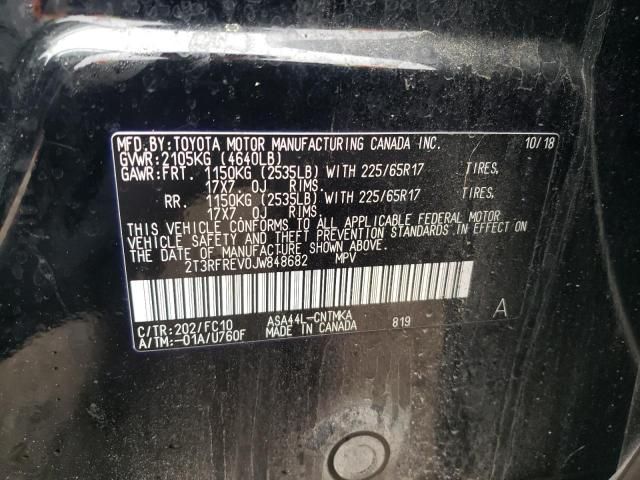 MFD.BY:TOYOTA MOTOR MANUFACTURING CANADA INC. 10/18
GVWR:2105KG (4640LB)
GAWR:FRT. 1150KG (2535LB) WITH 225/65R17 TIRES,
17X7.0J RIMS.
RR. 1150KG (2535LB) WITH 225/65R17 TIRES,
17X7.0J RIMS.
THIS VEHICLE CONFORMS TO ALL APPLICABLE FEDERAL MOTOR
VEHICLE SAFETY AND THEFT PREVENTION STANDARDS IN EFFECT ON
THE DATE OF MANUFACTURE SHOWN ABOVE.
2T3RFREV0JW848682 MPV
C/TR:202/FC10 ASA44L-CNTMKA A
A/TM:-01A/U760F MADE IN CANADA 819